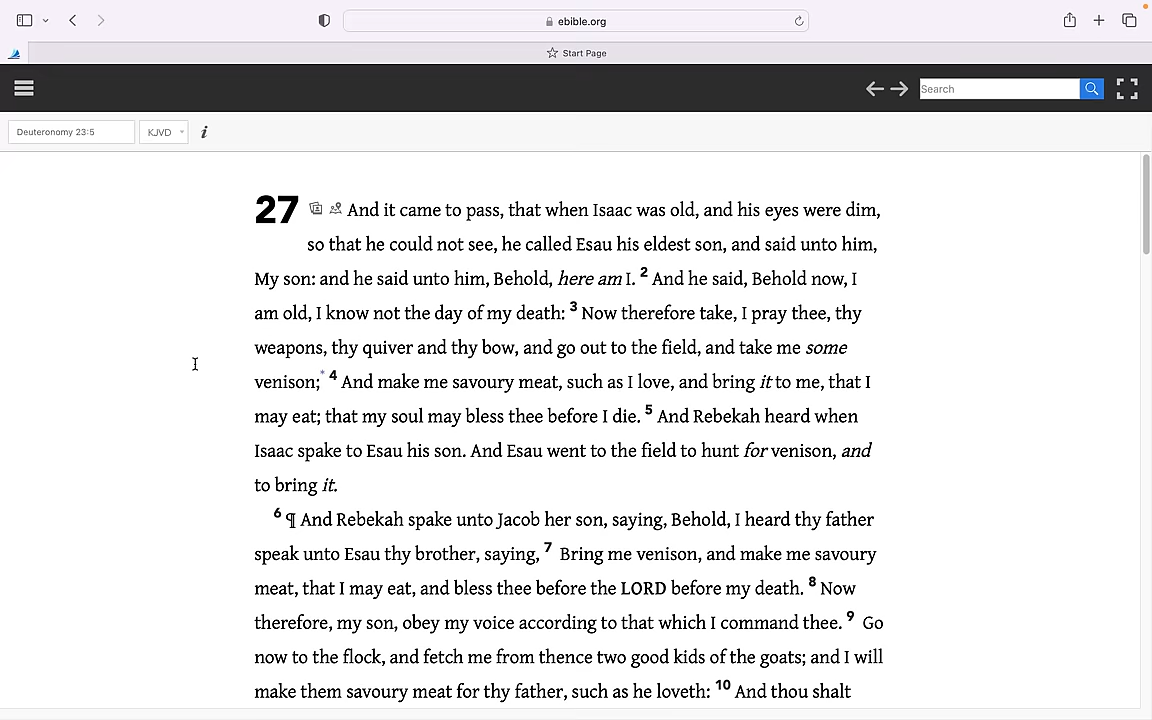 ebible.org
Start Page
Search
Deuteronomy 23:5 KJVD i
27 And it came to pass, that when Isaac was old, and his eyes were dim,
so that he could not see, he called Esau his eldest son, and said unto him,
My son: and he said unto him, Behold, here am I. 2 And he said, Behold now, I
am old, I know not the day of my death: 3 Now therefore take, I pray thee, thy
weapons, thy quiver and thy bow, and go out to the field, and take me some
venison;* 4 And make me savoury meat, such as I love, and bring it to me, that I
may eat; that my soul may bless thee before I die. 5 And Rebekah heard when
Isaac spake to Esau his son. And Esau went to the field to hunt for venison, and
to bring it.
6 ¶ And Rebekah spake unto Jacob her son, saying, Behold, I heard thy father
speak unto Esau thy brother, saying, 7 Bring me venison, and make me savoury
meat, that I may eat, and bless thee before the LORD before my death. 8 Now
therefore, my son, obey my voice according to that which I command thee. 9 Go
now to the flock, and fetch me from thence two good kids of the goats; and I will
make them savoury meat for thy father, such as he loveth: 10 And thou shalt